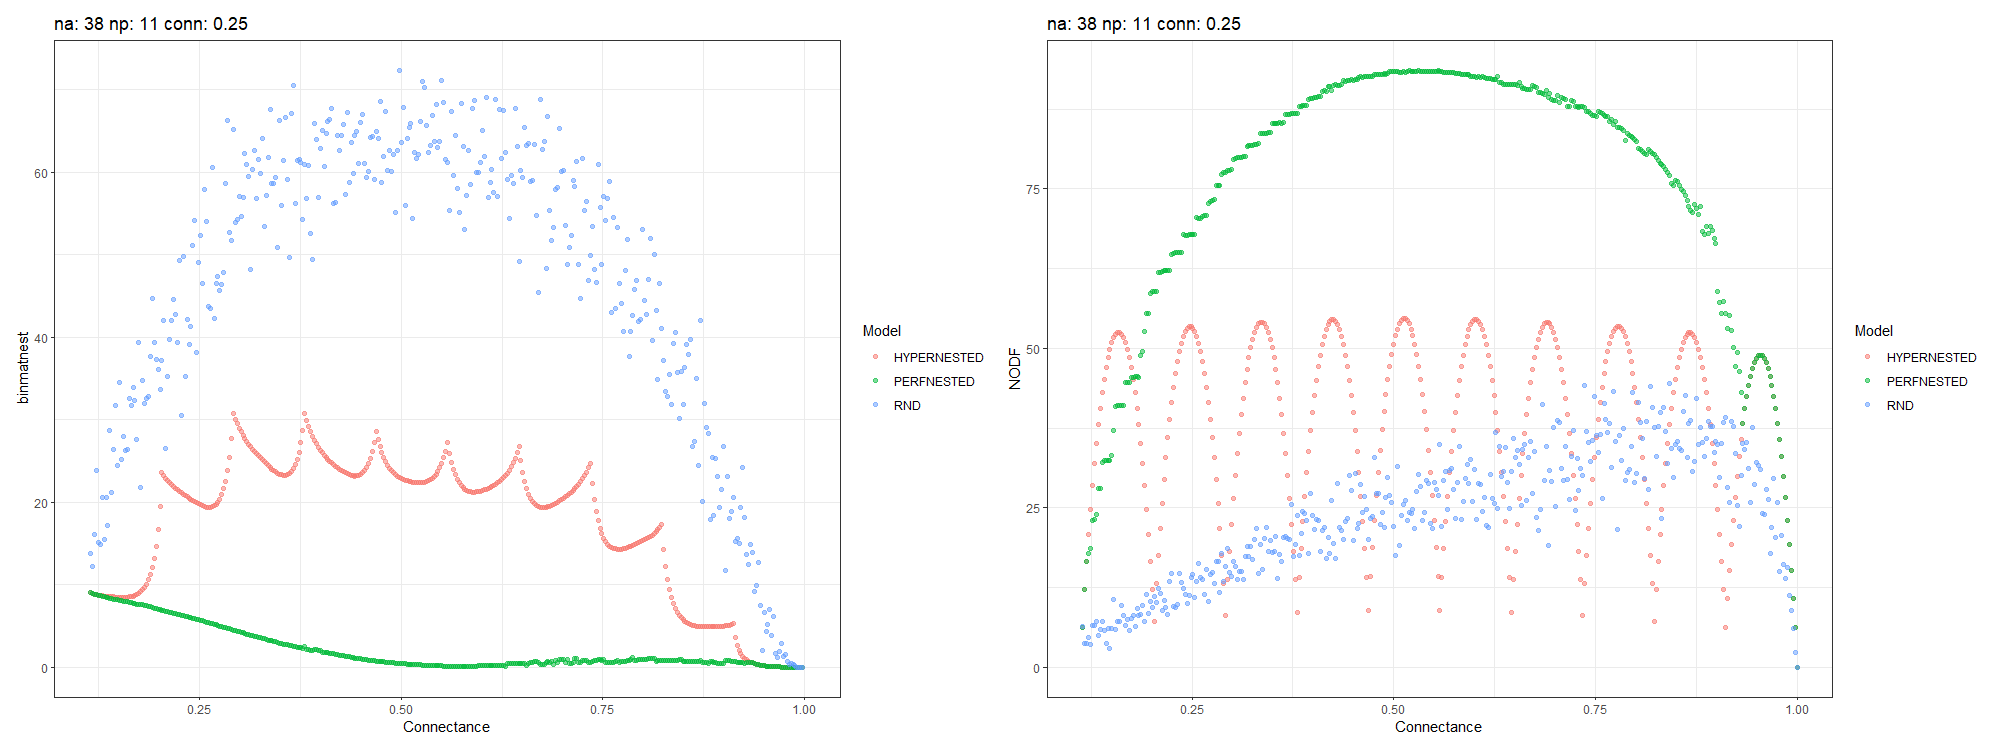 na: 38 np: 11 conn: 0.25
binmatnest
60
40
20
0
0.25 0.50 0.75 1.00
Connectance
Model
HYPERNESTED
PERFNESTED
RND
na: 38 np: 11 conn: 0.25
NODF
75
50
25
0
0.25 0.50 0.75 1.00
Connectance
Model
HYPERNESTED
PERFNESTED
RND